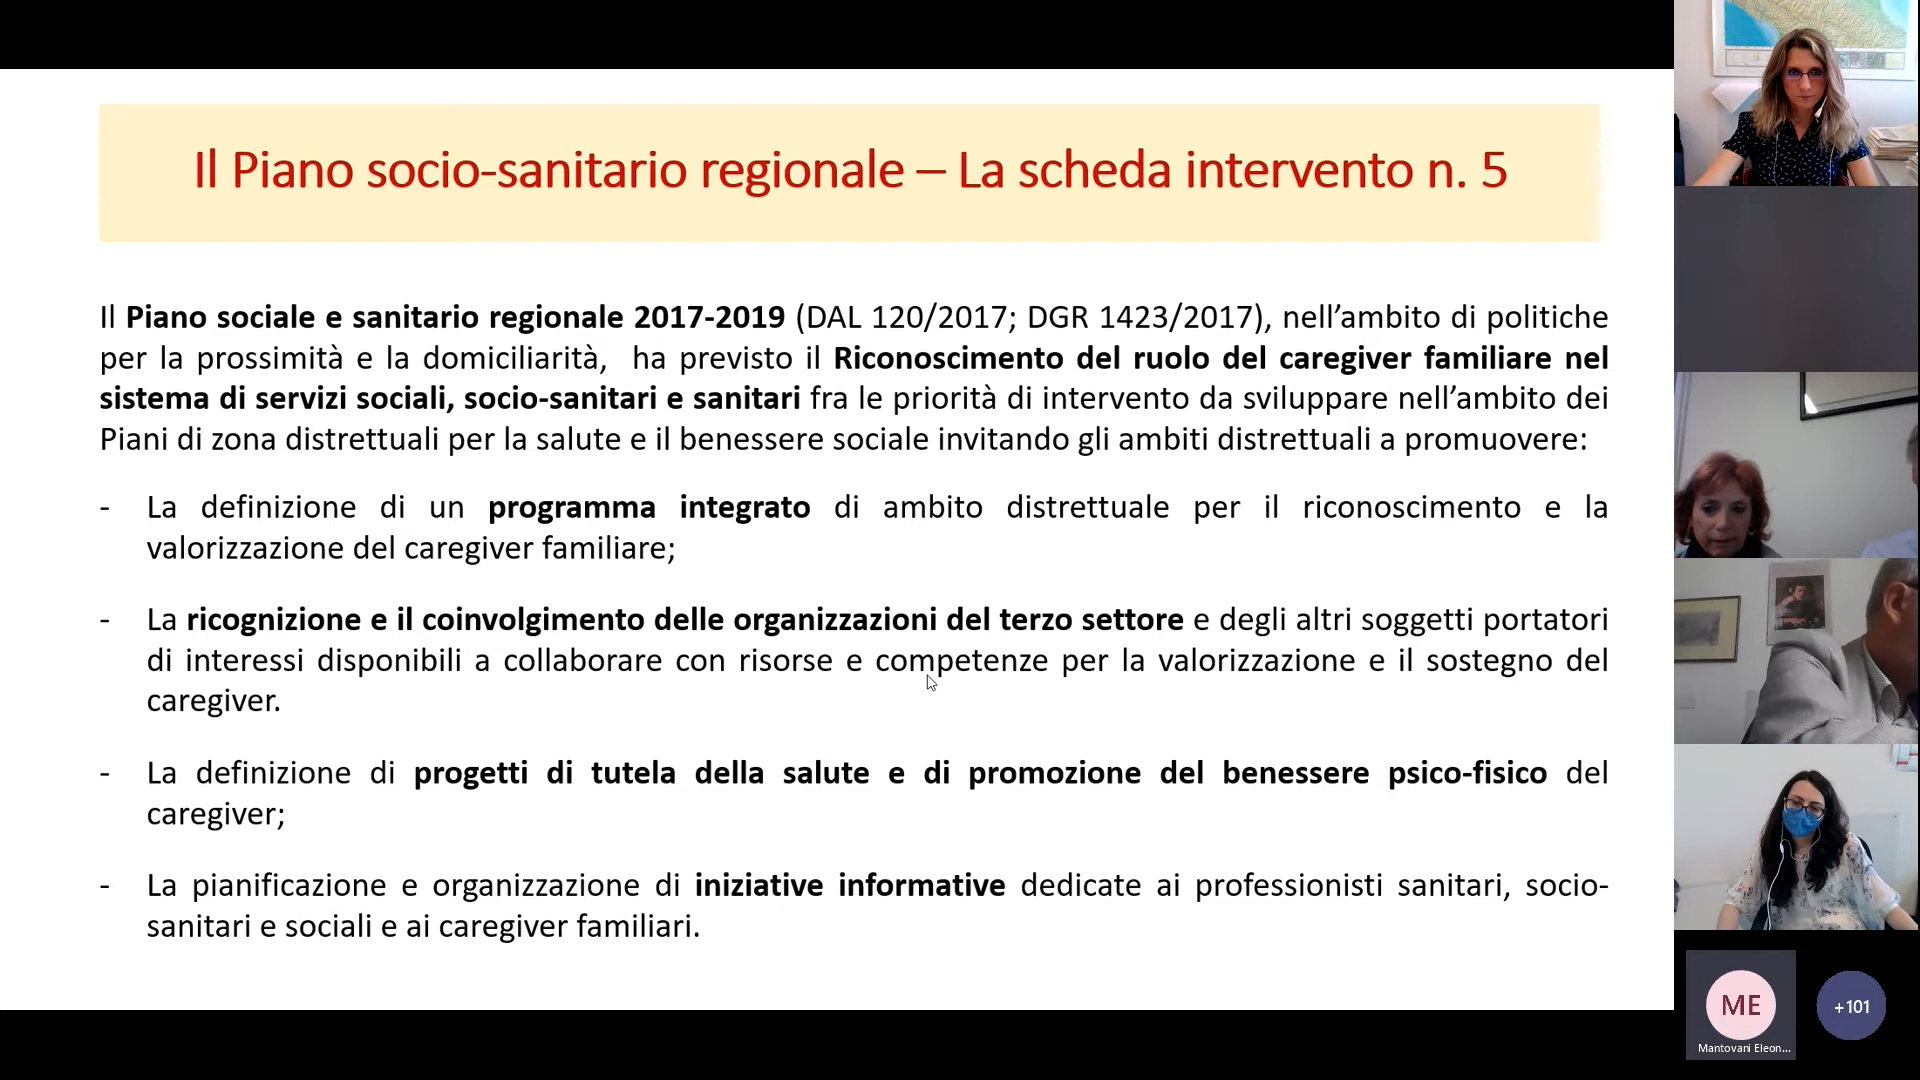 Il Piano socio-sanitario regionale – La scheda intervento n. 5
Il Piano sociale e sanitario regionale 2017-2019 (DAL 120/2017; DGR 1423/2017), nell’ambito di politiche
per la prossimità e la domiciliarità, ha previsto il Riconoscimento del ruolo del caregiver familiare nel
sistema di servizi sociali, socio-sanitari e sanitari fra le priorità di intervento da sviluppare nell’ambito dei
Piani di zona distrettuali per la salute e il benessere sociale invitando gli ambiti distrettuali a promuovere:
- La definizione di un programma integrato di ambito distrettuale per il riconoscimento e la
valorizzazione del caregiver familiare;
- La ricognizione e il coinvolgimento delle organizzazioni del terzo settore e degli altri soggetti portatori
di interessi disponibili a collaborare con risorse e competenze per la valorizzazione e il sostegno del
caregiver.
- La definizione di progetti di tutela della salute e di promozione del benessere psico-fisico del
caregiver;
- La pianificazione e organizzazione di iniziative informative dedicate ai professionisti sanitari, socio-
sanitari e sociali e ai caregiver familiari.
ME
Mantovani Eleon...
+101